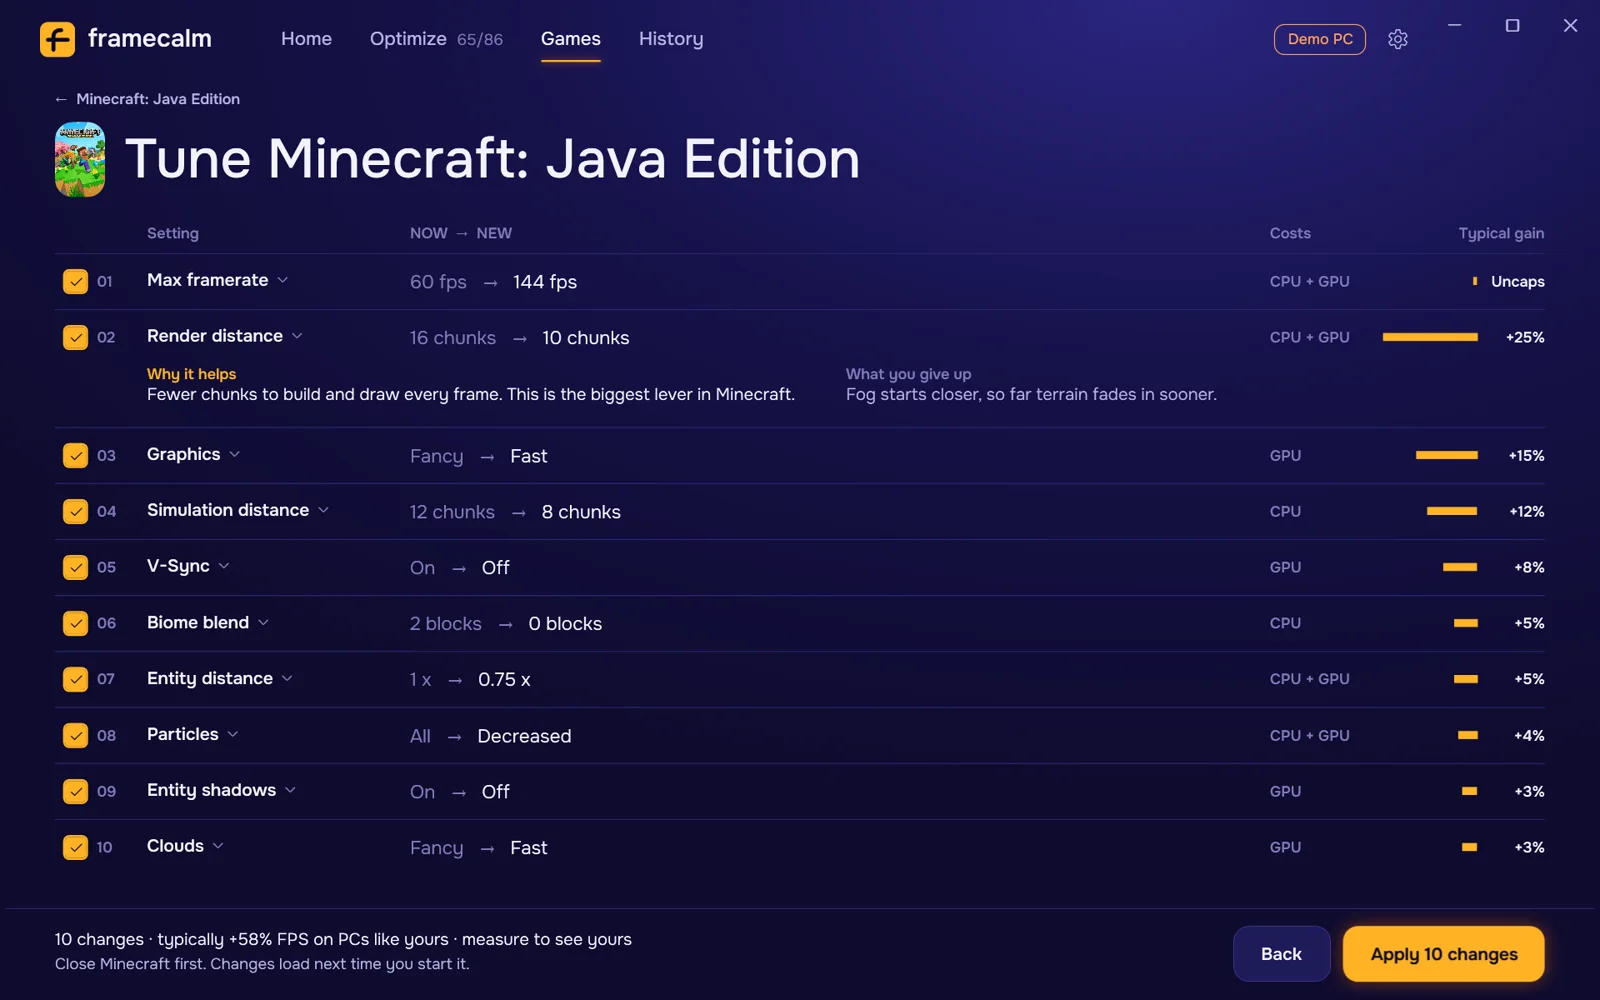 framecalm
Home
Optimize 65/86
Games
History
Demo PC
← Minecraft: Java Edition
MINECRAFT
Tune Minecraft: Java Edition
Setting
NOW → NEW
Costs
Typical gain
01 Max framerate 60 fps → 144 fps CPU + GPU Uncaps
02 Render distance 16 chunks → 10 chunks CPU + GPU +25%
Why it helps
Fewer chunks to build and draw every frame. This is the biggest lever in Minecraft.
What you give up
Fog starts closer, so far terrain fades in sooner.
03 Graphics Fancy → Fast GPU +15%
04 Simulation distance 12 chunks → 8 chunks CPU +12%
05 V-Sync On → Off GPU +8%
06 Biome blend 2 blocks → 0 blocks CPU +5%
07 Entity distance 1 x → 0.75 x CPU + GPU +5%
08 Particles All → Decreased CPU + GPU +4%
09 Entity shadows On → Off GPU +3%
10 Clouds Fancy → Fast GPU +3%
10 changes · typically +58% FPS on PCs like yours · measure to see yours
Close Minecraft first. Changes load next time you start it.
Back
Apply 10 changes